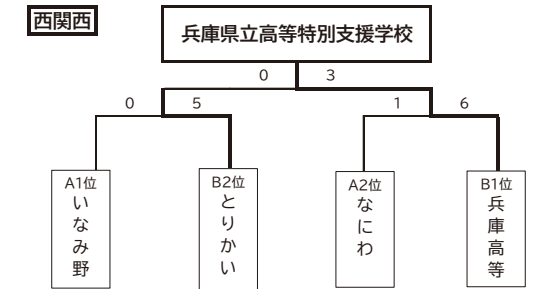 西関西
兵庫県立高等特別支援学校
0 3
0 5 1 6
A1位
いなみ野
B2位
とりかい
A2位
なにわ
B1位
兵庫高等